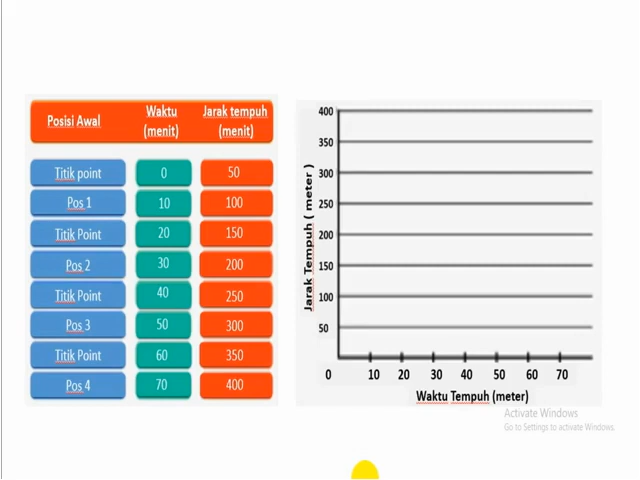 Posisi Awal
Waktu
(menit)
Jarak tempuh
(menit)
Titik point
0
50
Pos 1
10
100
Titik Point
20
150
Pos 2
30
200
Titik Point
40
250
Pos 3
50
300
Titik Point
60
350
Pos 4
70
400
Jarak Tempuh ( meter )
400
350
300
250
200
150
100
50
0
10 20 30 40 50 60 70
Waktu Tempuh (meter)
Activate Windows
Go to Settings to activate Windows.